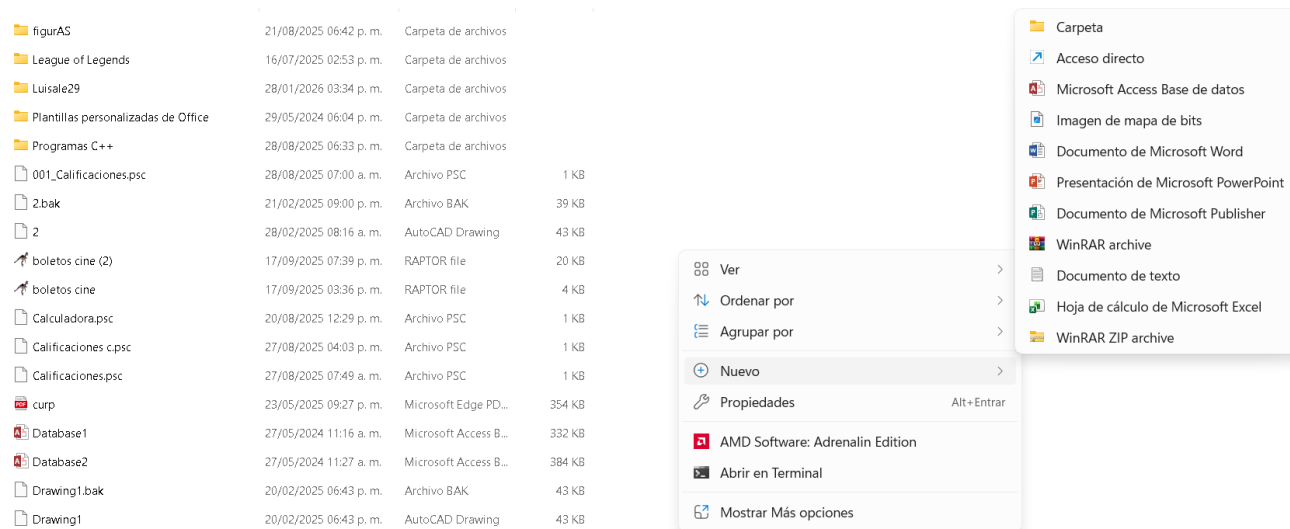 figurAS 21/08/2025 06:42 p. m. Carpeta de archivos
League of Legends 16/07/2025 02:53 p. m. Carpeta de archivos
Luisale29 28/01/2026 03:34 p. m. Carpeta de archivos
Plantillas personalizadas de Office 29/05/2024 06:04 p. m. Carpeta de archivos
Programas C++ 28/08/2025 06:33 p. m. Carpeta de archivos
001_Calificaciones.psc 28/08/2025 07:00 a. m. Archivo PSC 1 KB
2.bak 21/02/2025 09:00 p. m. Archivo BAK 39 KB
2 28/02/2025 08:16 a. m. AutoCAD Drawing 43 KB
boletos cine (2) 17/09/2025 07:39 p. m. RAPTOR file 20 KB
boletos cine 17/09/2025 03:36 p. m. RAPTOR file 4 KB
Calculadora.psc 20/08/2025 12:29 p. m. Archivo PSC 1 KB
Calificaciones c.psc 27/08/2025 04:03 p. m. Archivo PSC 1 KB
Calificaciones.psc 27/08/2025 07:49 a. m. Archivo PSC 1 KB
curp 23/05/2025 09:27 p. m. Microsoft Edge PD... 354 KB
Database1 27/05/2024 11:16 a. m. Microsoft Access B... 332 KB
Database2 27/05/2024 11:27 a. m. Microsoft Access B... 384 KB
Drawing1.bak 20/02/2025 06:43 p. m. Archivo BAK 43 KB
Drawing1 20/02/2025 06:43 p. m. AutoCAD Drawing 43 KB
Ver
Ordenar por
Agrupar por
Nuevo
Propiedades Alt+Entrar
AMD Software: Adrenalin Edition
Abrir en Terminal
Mostrar Más opciones
Carpeta
Acceso directo
Microsoft Access Base de datos
Imagen de mapa de bits
Documento de Microsoft Word
Presentación de Microsoft PowerPoint
Documento de Microsoft Publisher
WinRAR archive
Documento de texto
Hoja de cálculo de Microsoft Excel
WinRAR ZIP archive